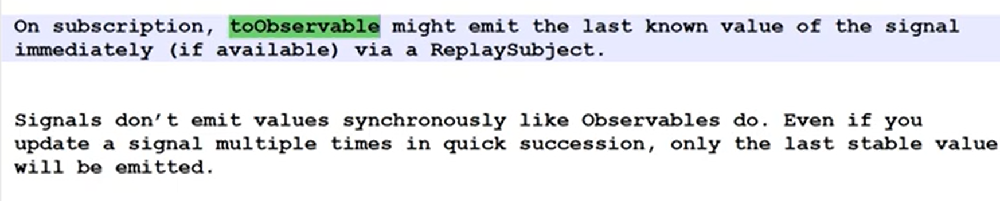 On subscription, toObservable might emit the last known value of the signal
immediately (if available) via a ReplaySubject.
Signals don't emit values synchronously like Observables do. Even if you
update a signal multiple times in quick succession, only the last stable value
will be emitted.